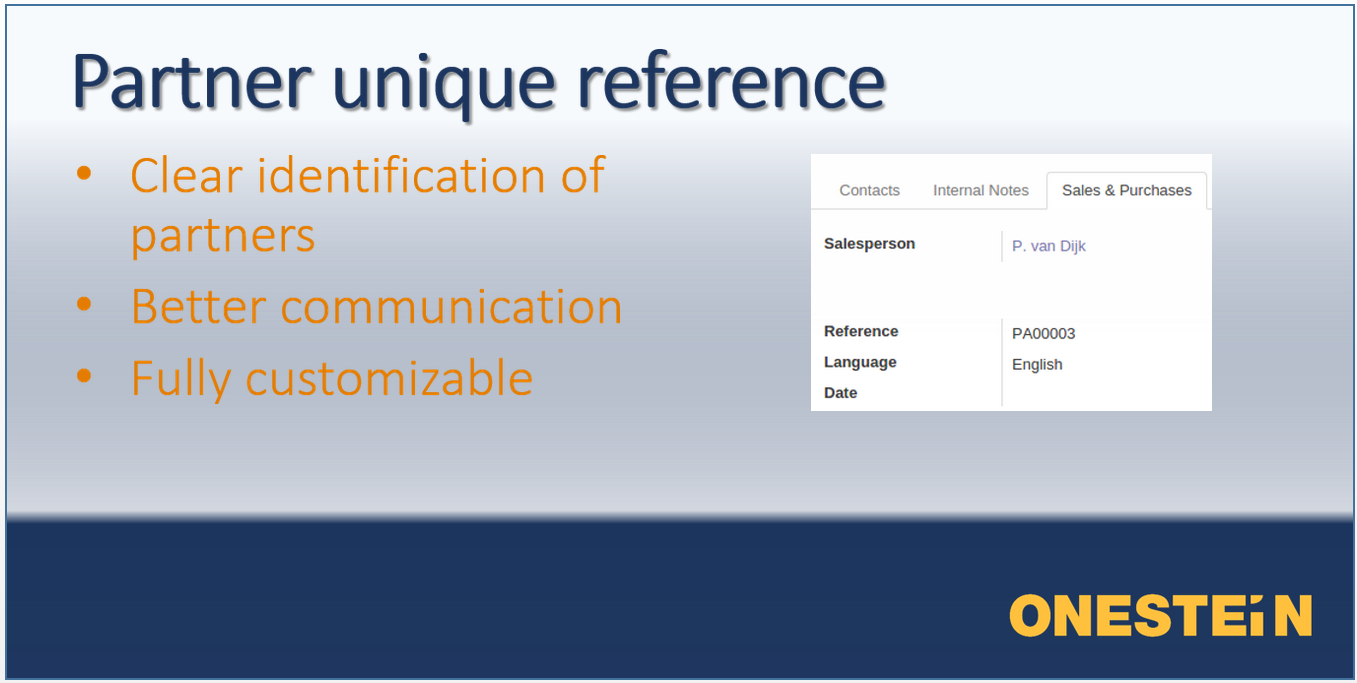 Partner unique reference
• Clear identification of
partners
• Better communication
• Fully customizable
Contacts Internal Notes Sales & Purchases
Salesperson P. van Dijk
Reference PA00003
Language English
Date
ONESTEiN